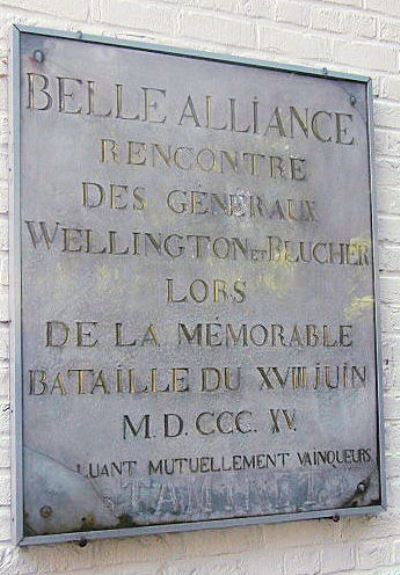 BELLE ALLIANCE
RENCONTRE
DES GÉNÉRAUX
WELLINGTON ET BLUCHER
LORS
DE LA MÉMORABLE
BATAILLE DU XVIII JUIN
M.D.CCC.XV.
LUANT MUTUELLEMENT VAINQUEURS